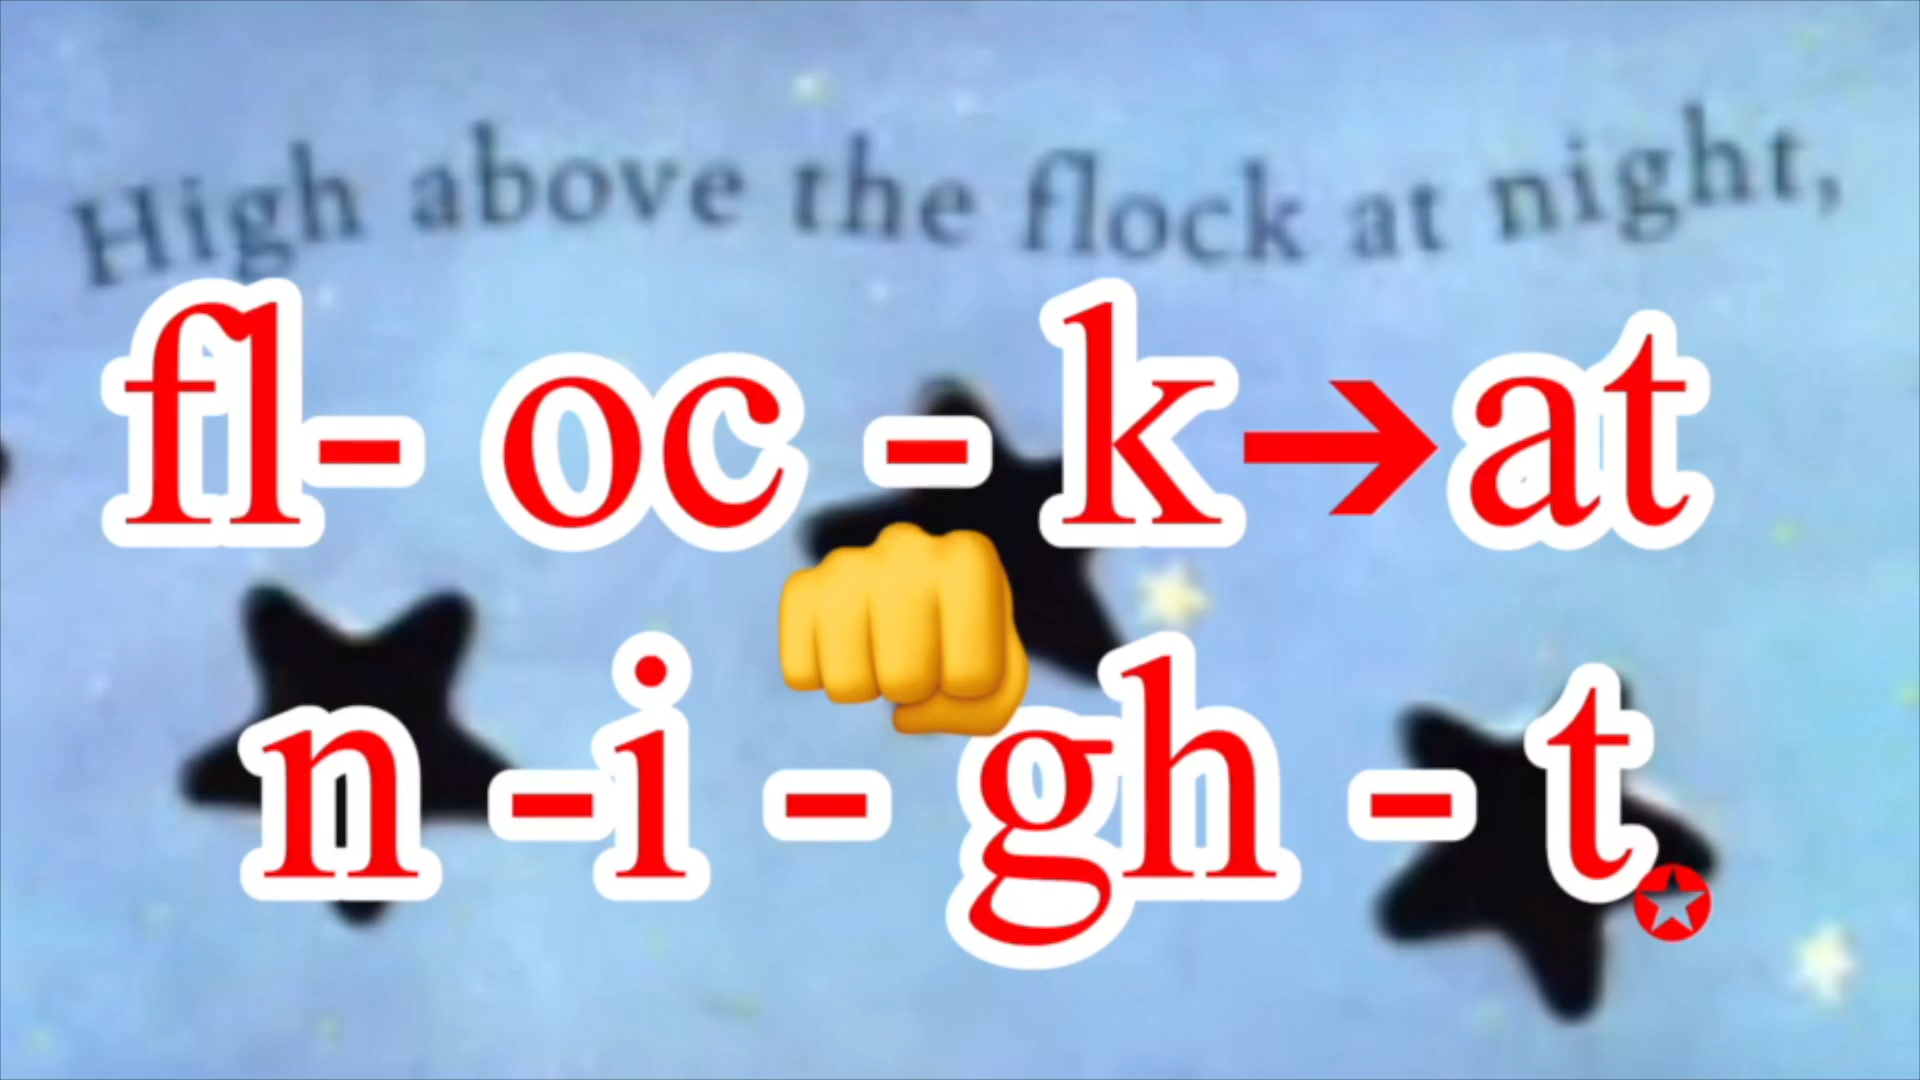 High above the flock at night,
fl- oc - k→at
n -i - gh - t